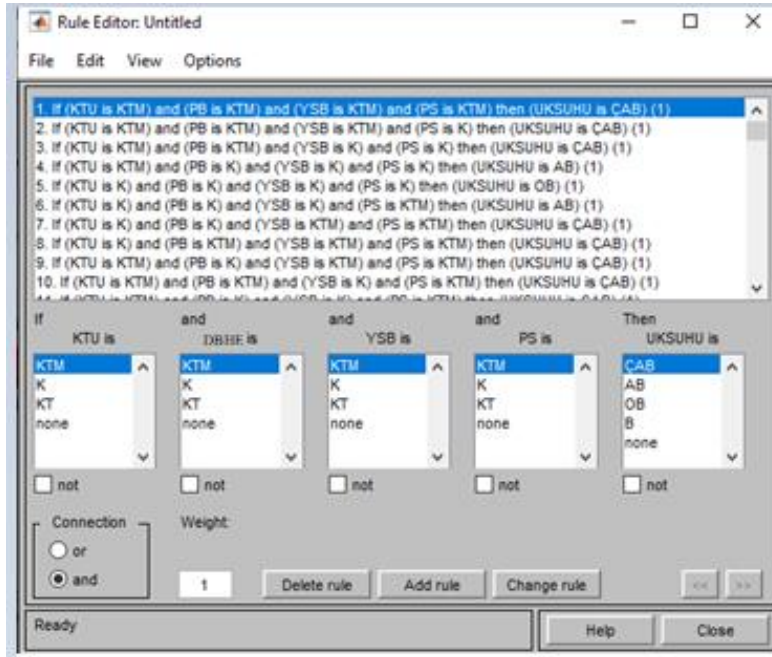 Rule Editor: Untitled
File Edit View Options
1. If (KTU is KTM) and (PB is KTM) and (YSB is KTM) and (PS is KTM) then (UKSUHU is ÇAB) (1)
2. If (KTU is KTM) and (PB is KTM) and (YSB is KTM) and (PS is K) then (UKSUHU is ÇAB) (1)
3. If (KTU is KTM) and (PB is KTM) and (YSB is K) and (PS is K) then (UKSUHU is ÇAB) (1)
4. If (KTU is KTM) and (PB is K) and (YSB is K) and (PS is K) then (UKSUHU is AB) (1)
5. If (KTU is K) and (PB is K) and (YSB is K) and (PS is K) then (UKSUHU is OB) (1)
6. If (KTU is K) and (PB is K) and (YSB is K) and (PS is KTM) then (UKSUHU is AB) (1)
7. If (KTU is K) and (PB is K) and (YSB is KTM) and (PS is KTM) then (UKSUHU is ÇAB) (1)
8. If (KTU is K) and (PB is KTM) and (YSB is KTM) and (PS is KTM) then (UKSUHU is ÇAB) (1)
9. If (KTU is KTM) and (PB is K) and (YSB is KTM) and (PS is KTM) then (UKSUHU is ÇAB) (1)
10. If (KTU is KTM) and (PB is KTM) and (YSB is K) and (PS is KTM) then (UKSUHU is ÇAB) (1)
If and and and Then
KTU is DBHE is YSB is PS is UKSUHU is
KTM KTM KTM KTM ÇAB
K K K K AB
KT KT KT KT OB
none none none none B
none
not not not not not
Connection Weight:
or
and 1 Delete rule Add rule Change rule << >>
Ready Help Close